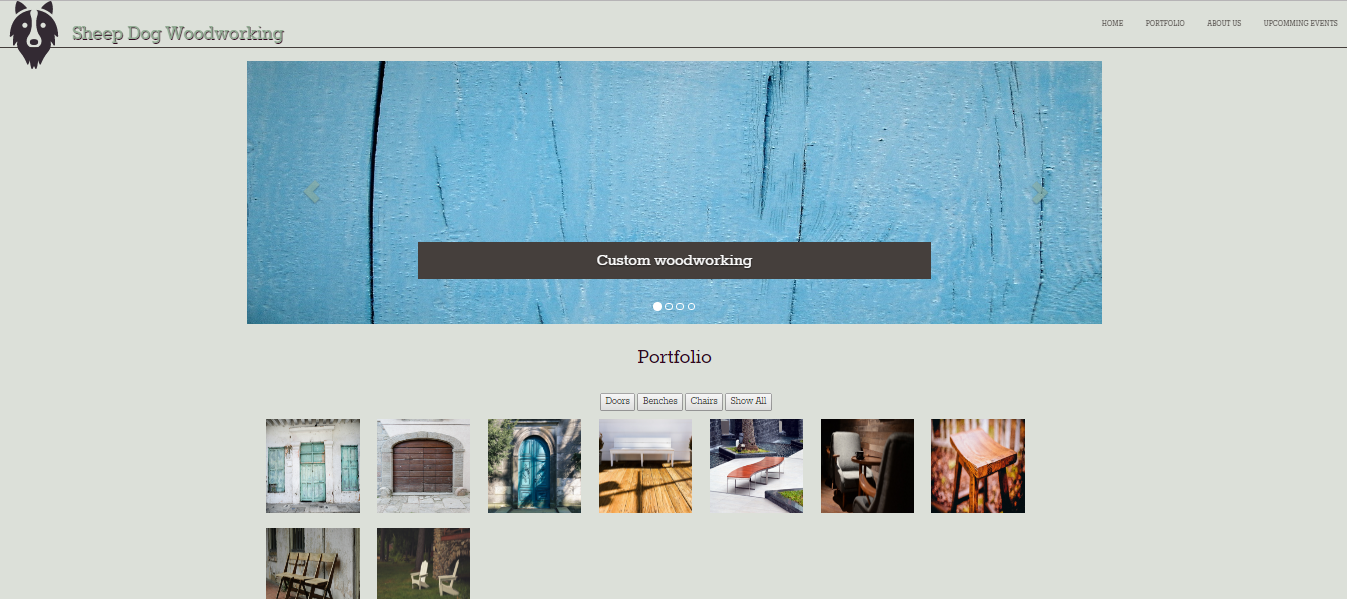 Sheep Dog Woodworking
HOME PORTFOLIO ABOUT US UPCOMMING EVENTS
Custom woodworking
Portfolio
Doors Benches Chairs Show All